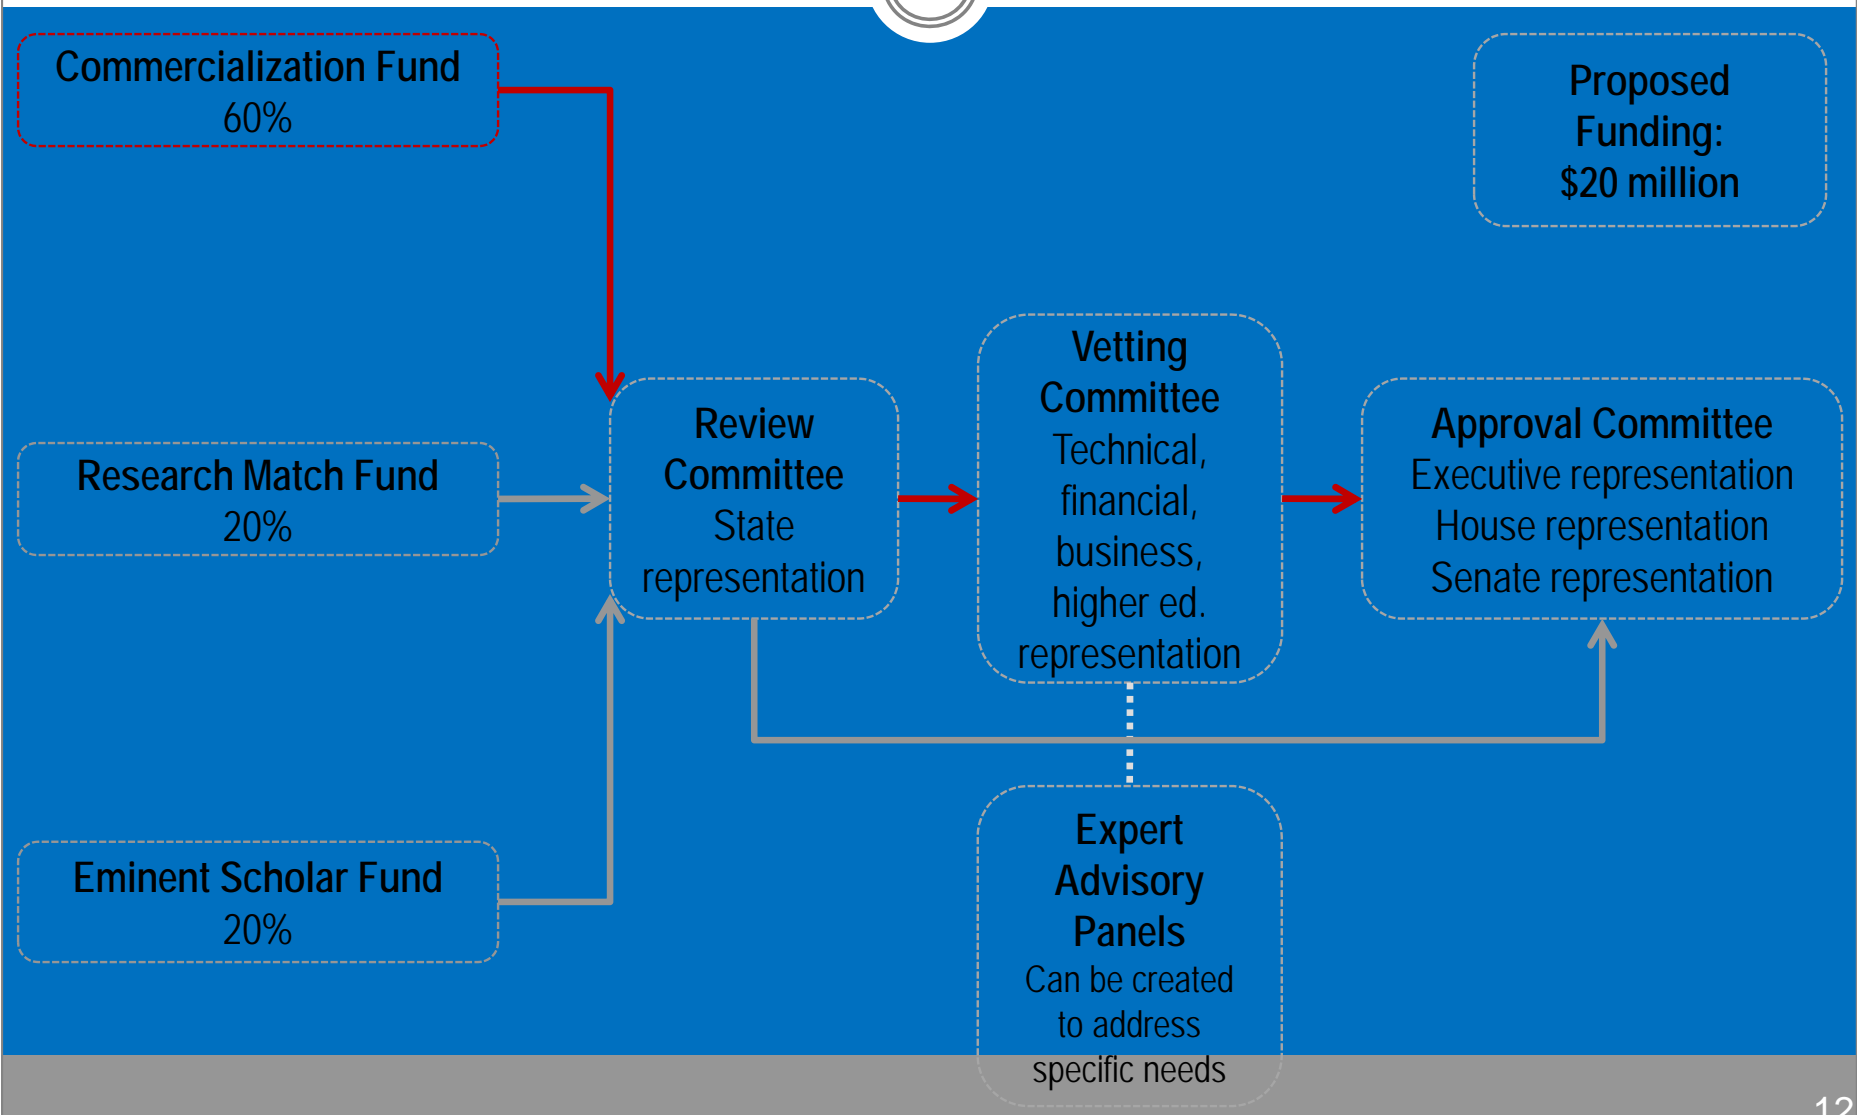 Commercialization Fund
60%
Proposed
Funding:
$20 million
Research Match Fund
20%
Eminent Scholar Fund
20%
Review
Committee
State
representation
Vetting
Committee
Technical,
financial,
business,
higher ed.
representation
Approval Committee
Executive representation
House representation
Senate representation
Expert
Advisory
Panels
Can be created
to address
specific needs
12